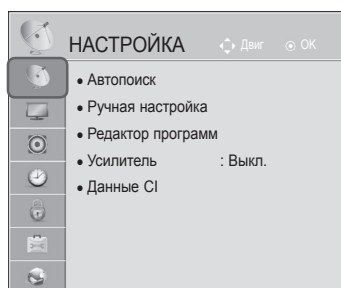 НАСТРОЙКА Двиг OK
• Автопоиск
• Ручная настройка
• Редактор программ
• Усилитель : Выкл.
• Данные CI